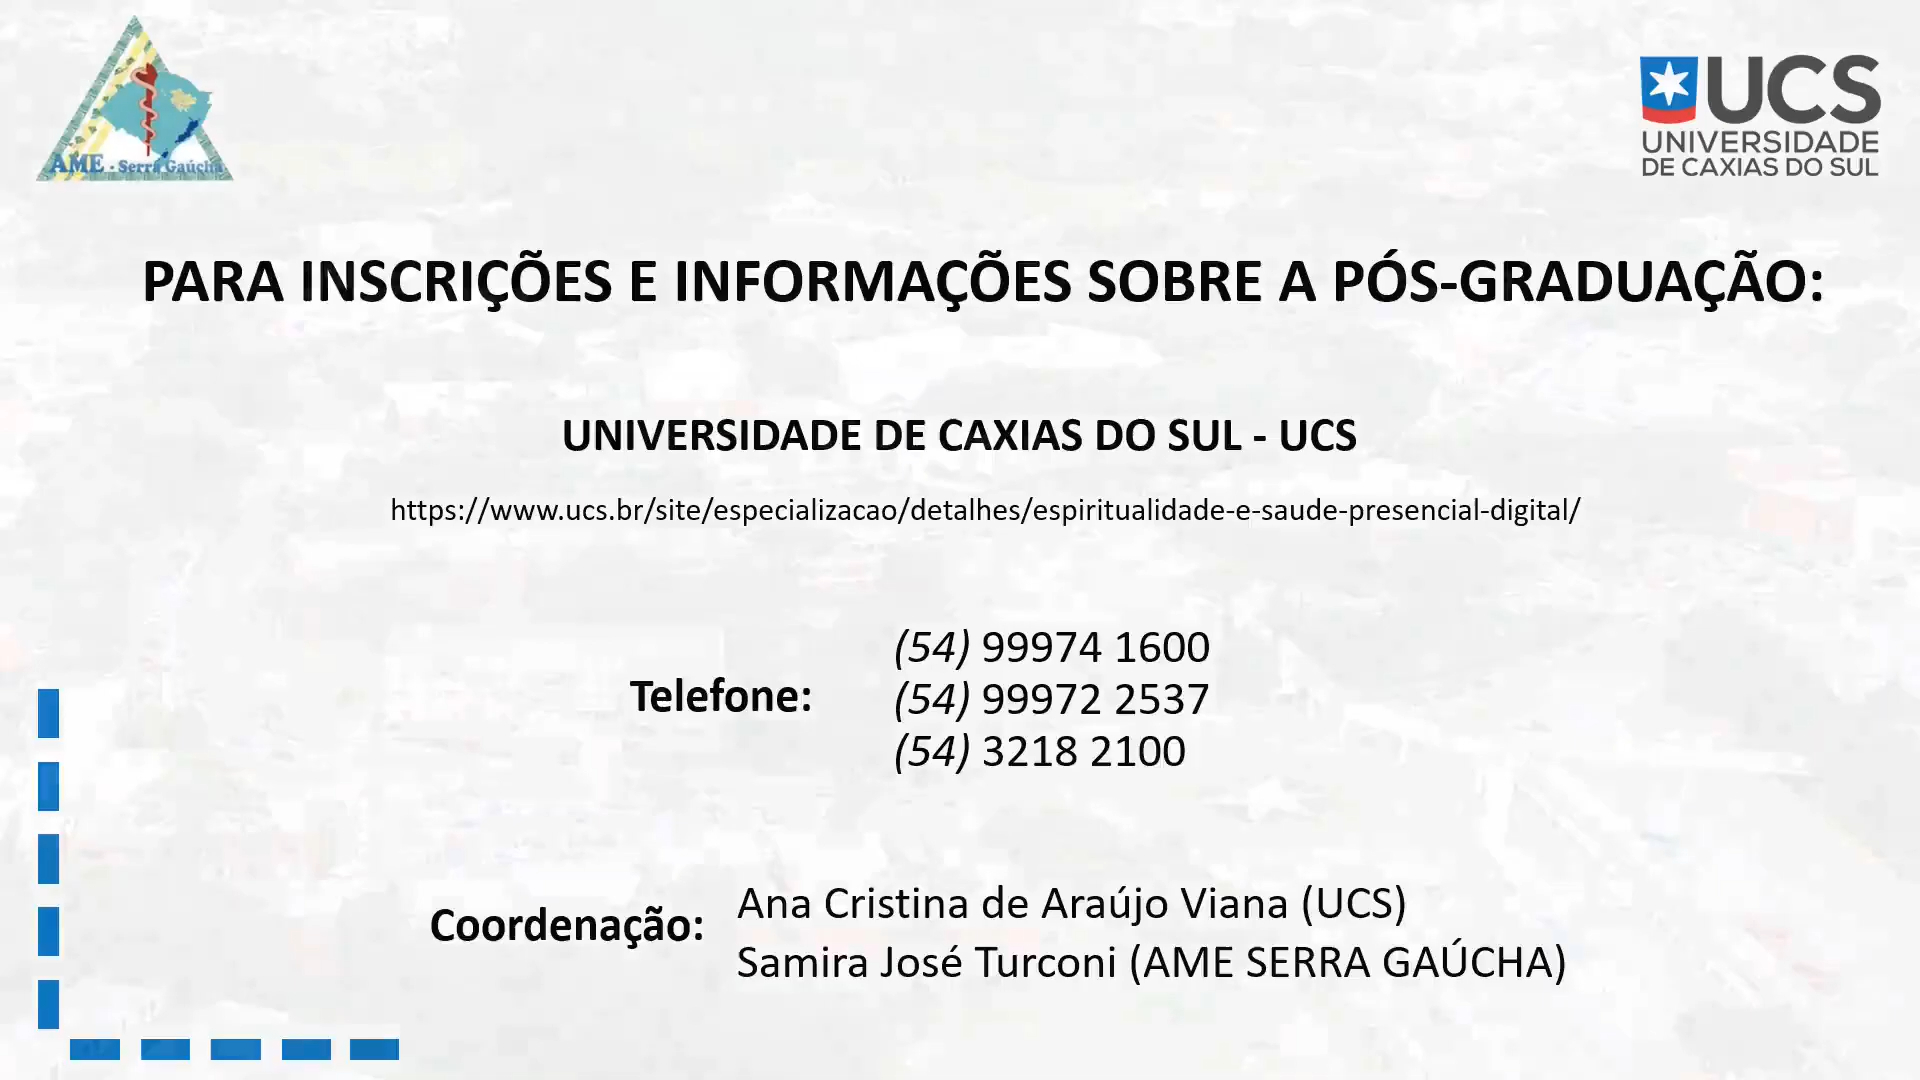 AME - Serra Gaúcha
UCS
UNIVERSIDADE
DE CAXIAS DO SUL
PARA INSCRIÇÕES E INFORMAÇÕES SOBRE A PÓS-GRADUAÇÃO:
UNIVERSIDADE DE CAXIAS DO SUL - UCS
https://www.ucs.br/site/especializacao/detalhes/espiritualidade-e-saude-presencial-digital/
Telefone:
(54) 99974 1600
(54) 99972 2537
(54) 3218 2100
Coordenação:
Ana Cristina de Araújo Viana (UCS)
Samira José Turconi (AME SERRA GAÚCHA)